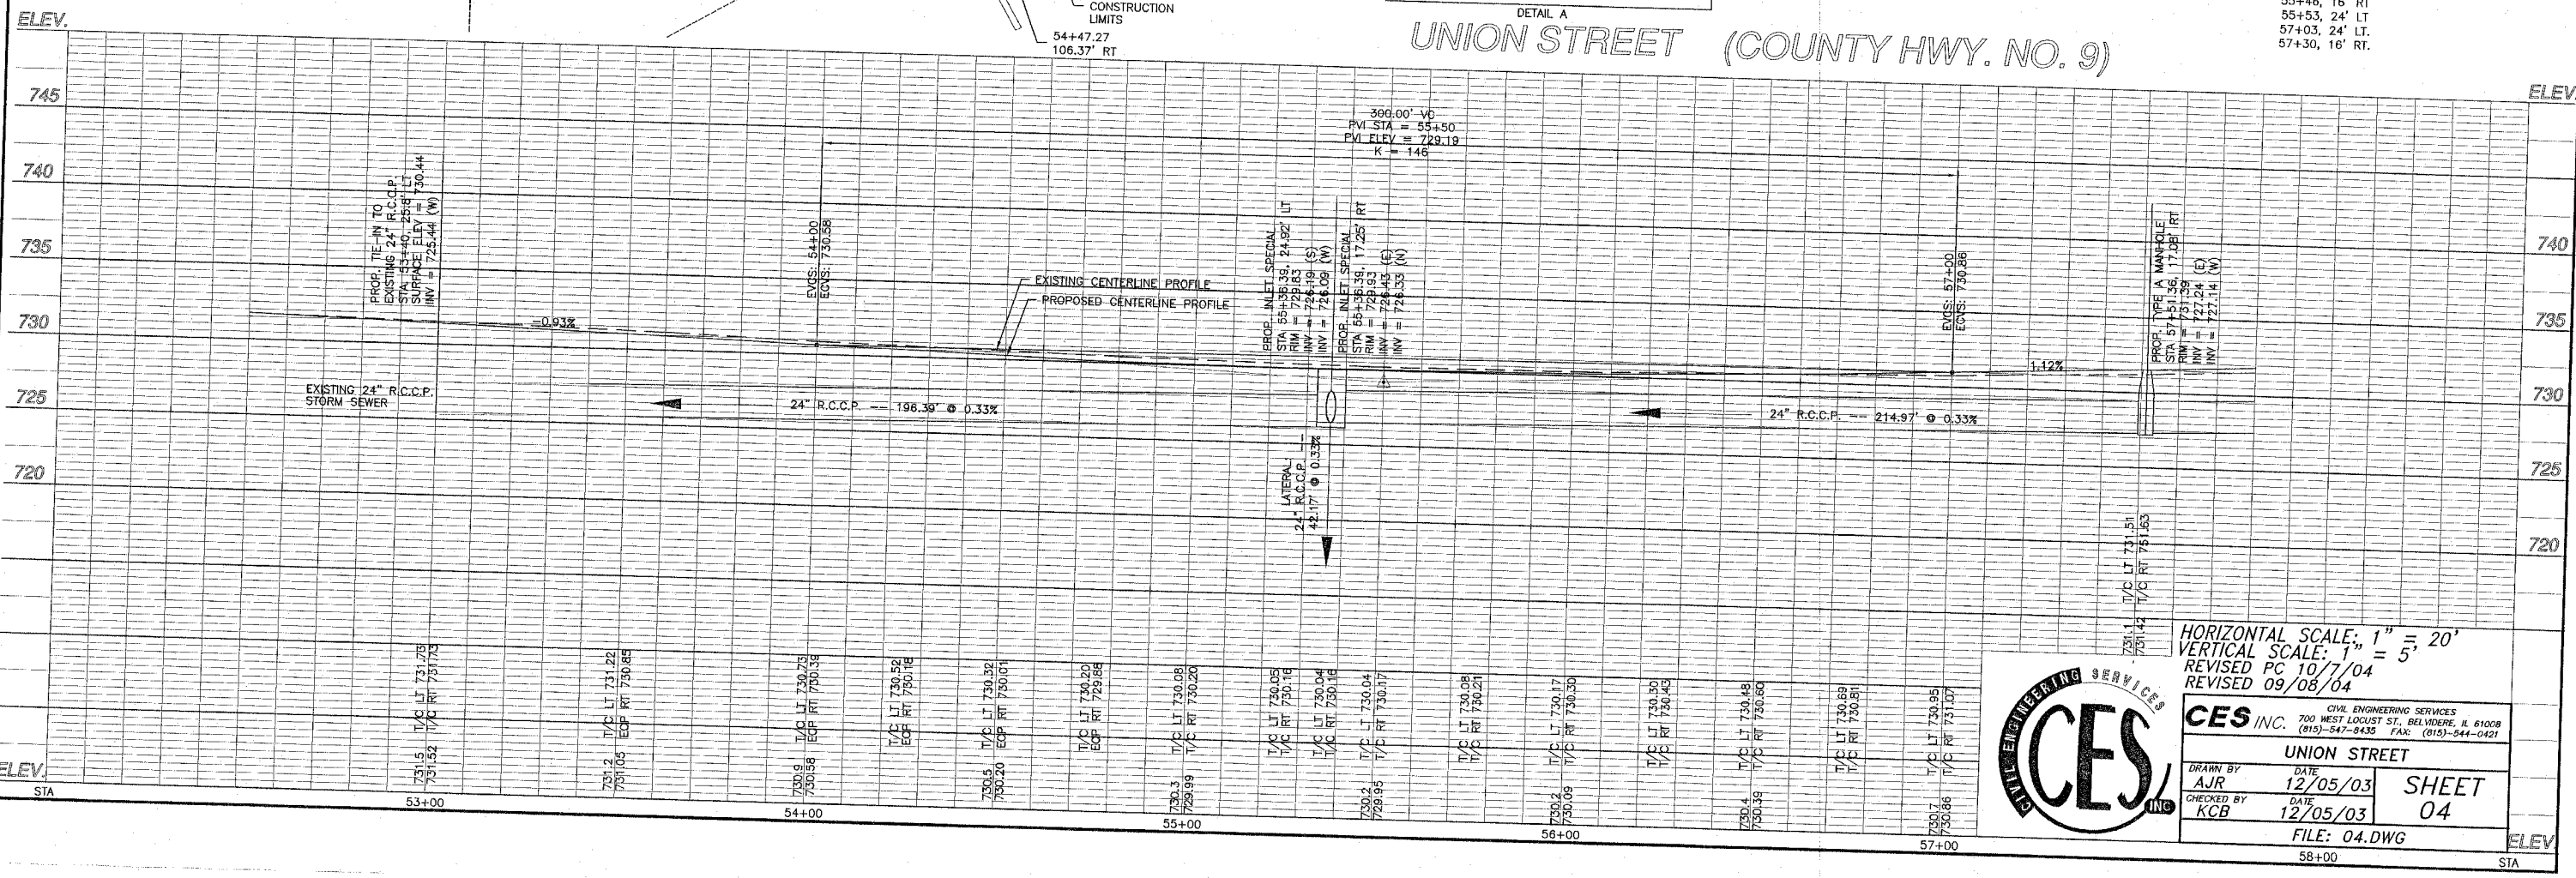 CONSTRUCTION
LIMITS
54+47.27
106.37' RT
DETAIL A
UNION STREET (COUNTY HWY. NO. 9)
55+46, 16' RT
55+53, 24' LT
57+03, 24' LT.
57+30, 16' RT.
ELEV.
745
740
735
730
725
720
ELEV.
STA
ELEV.
740
735
730
725
720
ELEV
STA
PROP. TIE-IN TO
EXISTING 24" R.C.C.P.
STA 53+40, 25.8' LT
SURFACE ELEV = 730.44
INV = 725.44 (W)
-0.93%
EXISTING 24" R.C.C.P.
STORM SEWER
24" R.C.C.P. -- 196.39' @ 0.33%
EVCS: 54+00
ECVS: 730.58
EXISTING CENTERLINE PROFILE
PROPOSED CENTERLINE PROFILE
300.00' VC
PVI STA = 55+50
PVI ELEV = 729.19
K = 146
PROP. INLET SPECIAL
STA 55+36.39, 24.92' LT
RIM = 729.83
INV = 726.19 (S)
INV = 726.09 (W)
PROP. INLET SPECIAL
STA 55+36.39, 17.25' RT
RIM = 729.93
INV = 726.43 (E)
INV = 726.33 (N)
LATERAL:
24" R.C.C.P. --
42.17' @ 0.33%
24" R.C.C.P. -- 214.97' @ 0.33%
EVCS: 57+00
ECVS: 730.86
1.12%
PROP. TYPE A MANHOLE
STA 57+51.36, 17.08' RT
RIM = 731.39
INV = 727.24 (E)
INV = 727.14 (W)
731.5 T/C LT 731.73
731.52 T/C RT 731.73
731.2 T/C LT 731.22
731.05 EOP RT 730.85
730.9 T/C LT 730.73
730.58 EOP RT 730.39
T/C LT 730.52
EOP RT 730.18
730.5 T/C LT 730.32
730.20 EOP RT 730.01
T/C LT 730.20
EOP RT 729.88
730.3 T/C LT 730.08
729.99 T/C RT 730.20
T/C LT 730.05
T/C RT 730.16
T/C LT 730.04
T/C RT 730.16
730.2 T/C LT 730.04
729.95 T/C RT 730.17
T/C LT 730.08
T/C RT 730.21
730.2 T/C LT 730.17
730.09 T/C RT 730.30
T/C LT 730.30
T/C RT 730.43
730.4 T/C LT 730.48
730.39 T/C RT 730.60
T/C LT 730.69
T/C RT 730.81
730.7 T/C LT 730.95
730.86 T/C RT 731.07
731.1 T/C LT 731.51
731.42 T/C RT 751.63
53+00
54+00
55+00
56+00
57+00
58+00
HORIZONTAL SCALE: 1" = 20'
VERTICAL SCALE: 1" = 5'
REVISED PC 10/7/04
REVISED 09/08/04
CIVIL ENGINEERING SERVICES
CES
INC
CES INC.
CIVIL ENGINEERING SERVICES
700 WEST LOCUST ST., BELVIDERE, IL 61008
(815)-547-8435 FAX: (815)-544-0421
UNION STREET
DRAWN BY
AJR
DATE
12/05/03
CHECKED BY
KCB
DATE
12/05/03
SHEET
04
FILE: 04.DWG